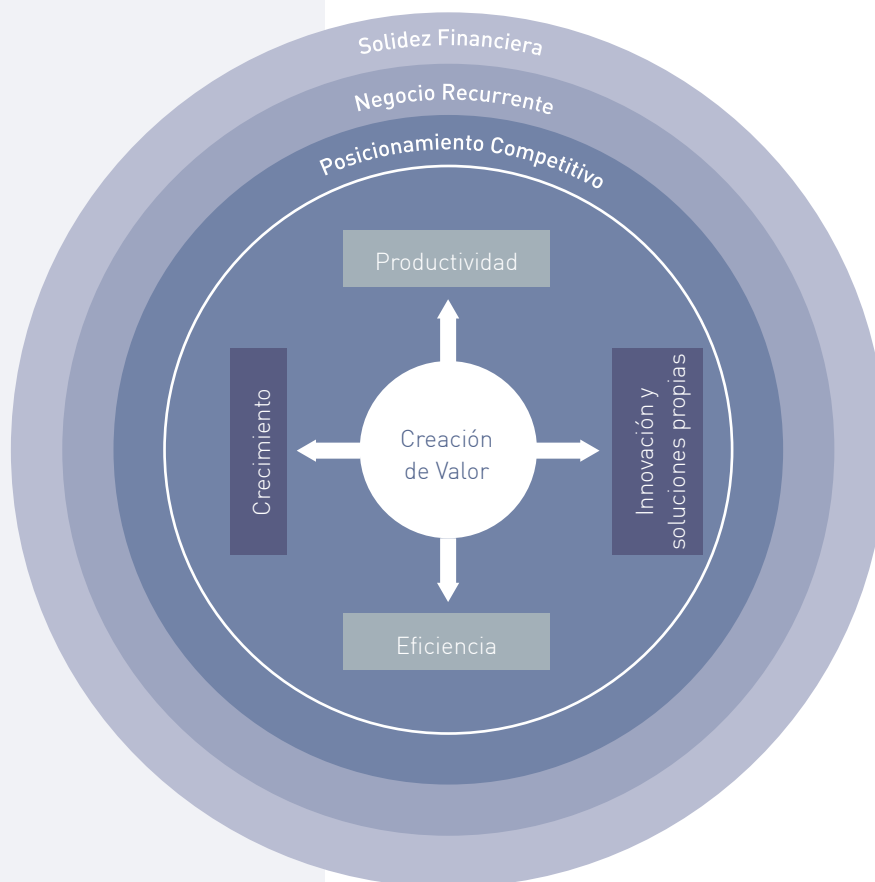 Solidez Financiera
Negocio Recurrente
Posicionamiento Competitivo
Productividad
Crecimiento
Creación
de Valor
Innovación y
soluciones propias
Eficiencia